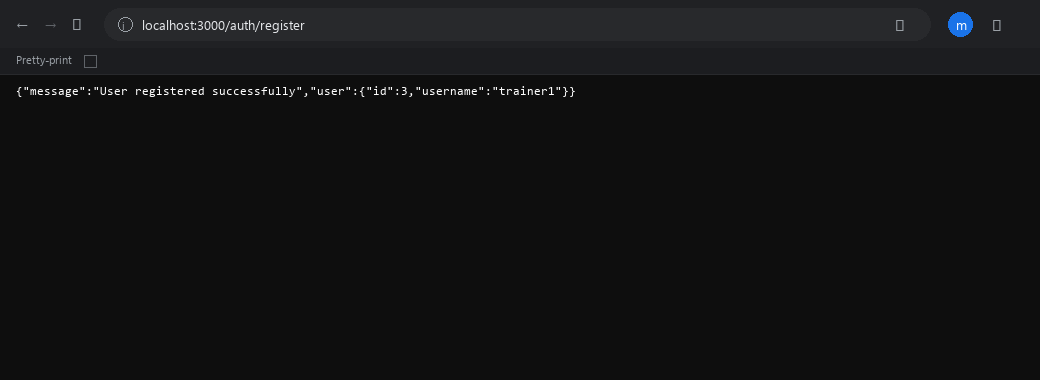 localhost:3000/auth/register
m
Pretty-print
{"message":"User registered successfully","user":{"id":3,"username":"trainer1"}}